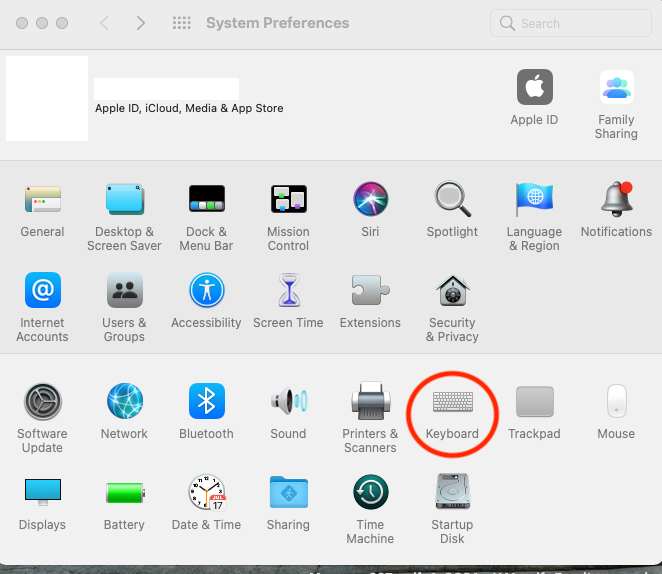 System Preferences
Search
Apple ID, iCloud, Media & App Store
Apple ID
Family
Sharing
General
Desktop &
Screen Saver
Dock &
Menu Bar
Mission
Control
Siri
Spotlight
Language
& Region
Notifications
@
Internet
Accounts
Users &
Groups
Accessibility
Screen Time
Extensions
Security
& Privacy
Software
Update
Network
Bluetooth
Sound
Printers &
Scanners
Keyboard
Trackpad
Mouse
Displays
Battery
JUL
17
Date & Time
Sharing
Time
Machine
Startup
Disk